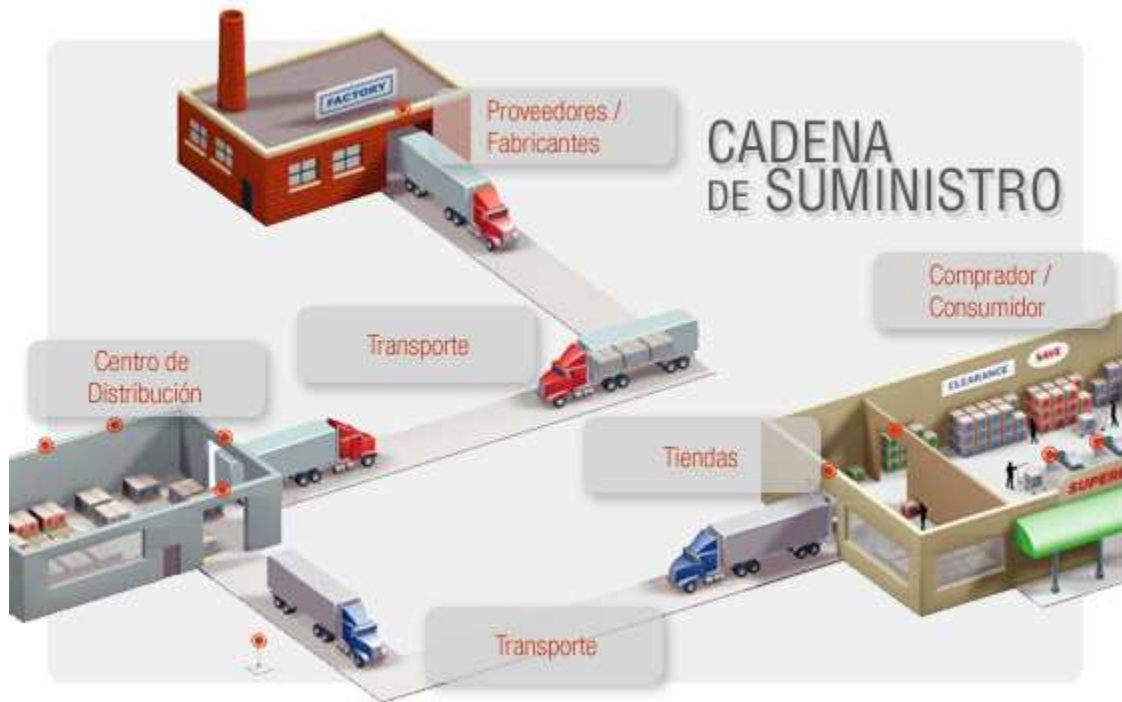 FACTORY
Proveedores /
Fabricantes
CADENA
DE SUMINISTRO
Comprador /
Consumidor
Transporte
Centro de
Distribución
SAVE
CLEARANCE
Tiendas
Transporte